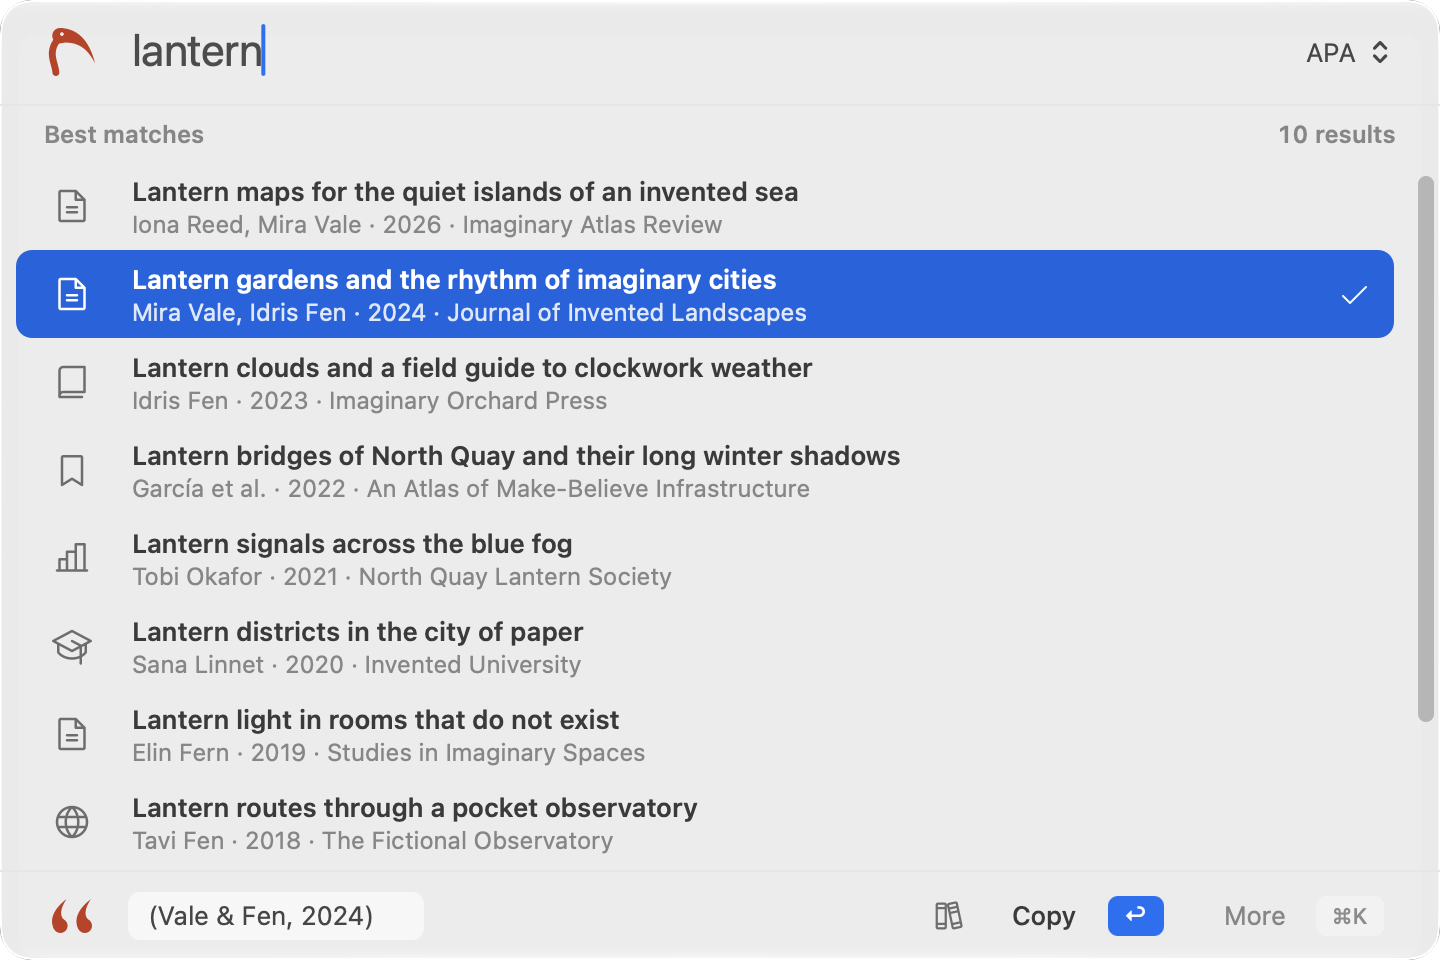 lantern
APA
Best matches
10 results
Lantern maps for the quiet islands of an invented sea
Iona Reed, Mira Vale · 2026 · Imaginary Atlas Review
Lantern gardens and the rhythm of imaginary cities
Mira Vale, Idris Fen · 2024 · Journal of Invented Landscapes
Lantern clouds and a field guide to clockwork weather
Idris Fen · 2023 · Imaginary Orchard Press
Lantern bridges of North Quay and their long winter shadows
García et al. · 2022 · An Atlas of Make-Believe Infrastructure
Lantern signals across the blue fog
Tobi Okafor · 2021 · North Quay Lantern Society
Lantern districts in the city of paper
Sana Linnet · 2020 · Invented University
Lantern light in rooms that do not exist
Elin Fern · 2019 · Studies in Imaginary Spaces
Lantern routes through a pocket observatory
Tavi Fen · 2018 · The Fictional Observatory
(Vale & Fen, 2024)
Copy
More
⌘K